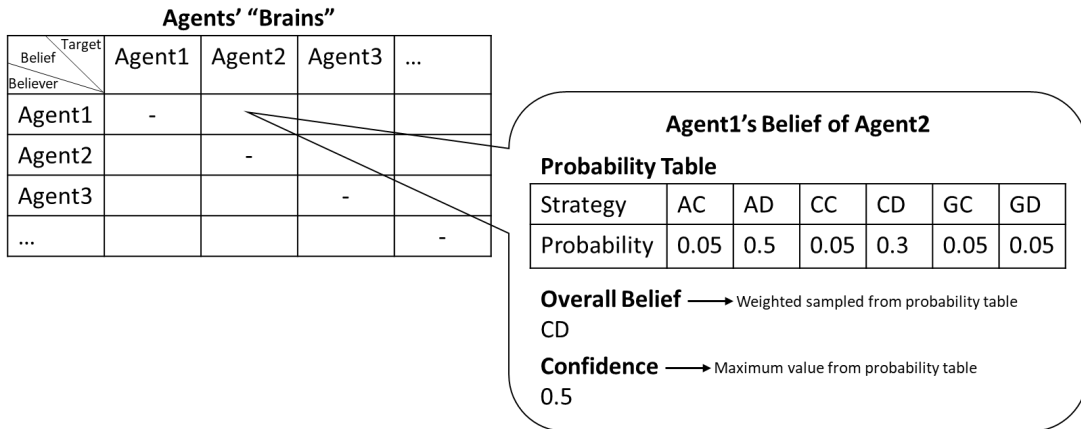 Agents' “Brains”
Target
Belief
Believer
Agent1 Agent2 Agent3 ...
Agent1 -
Agent2 -
Agent3 -
... -
Agent1's Belief of Agent2
Probability Table
Strategy AC AD CC CD GC GD
Probability 0.05 0.5 0.05 0.3 0.05 0.05
Overall Belief Weighted sampled from probability table
CD
Confidence Maximum value from probability table
0.5